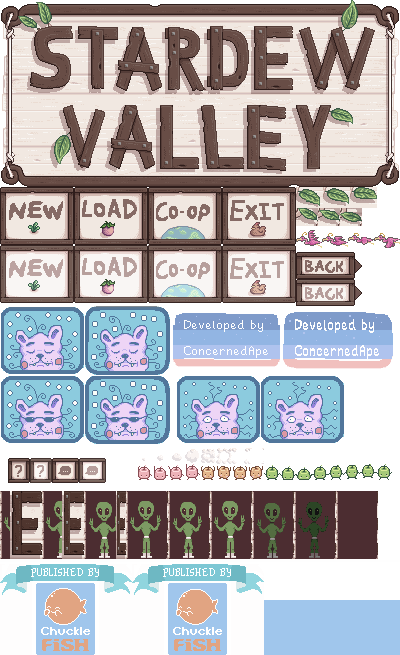 STARDEW
VALLEY
NEW LOAD CO-OP EXIT
NEW LOAD CO-OP EXIT
BACK
BACK
Developed by
ConcernedApe
Developed by
ConcernedApe
? ?
E E
PUBLISHED BY
Chuckle
FISH
PUBLISHED BY
Chuckle
FISH